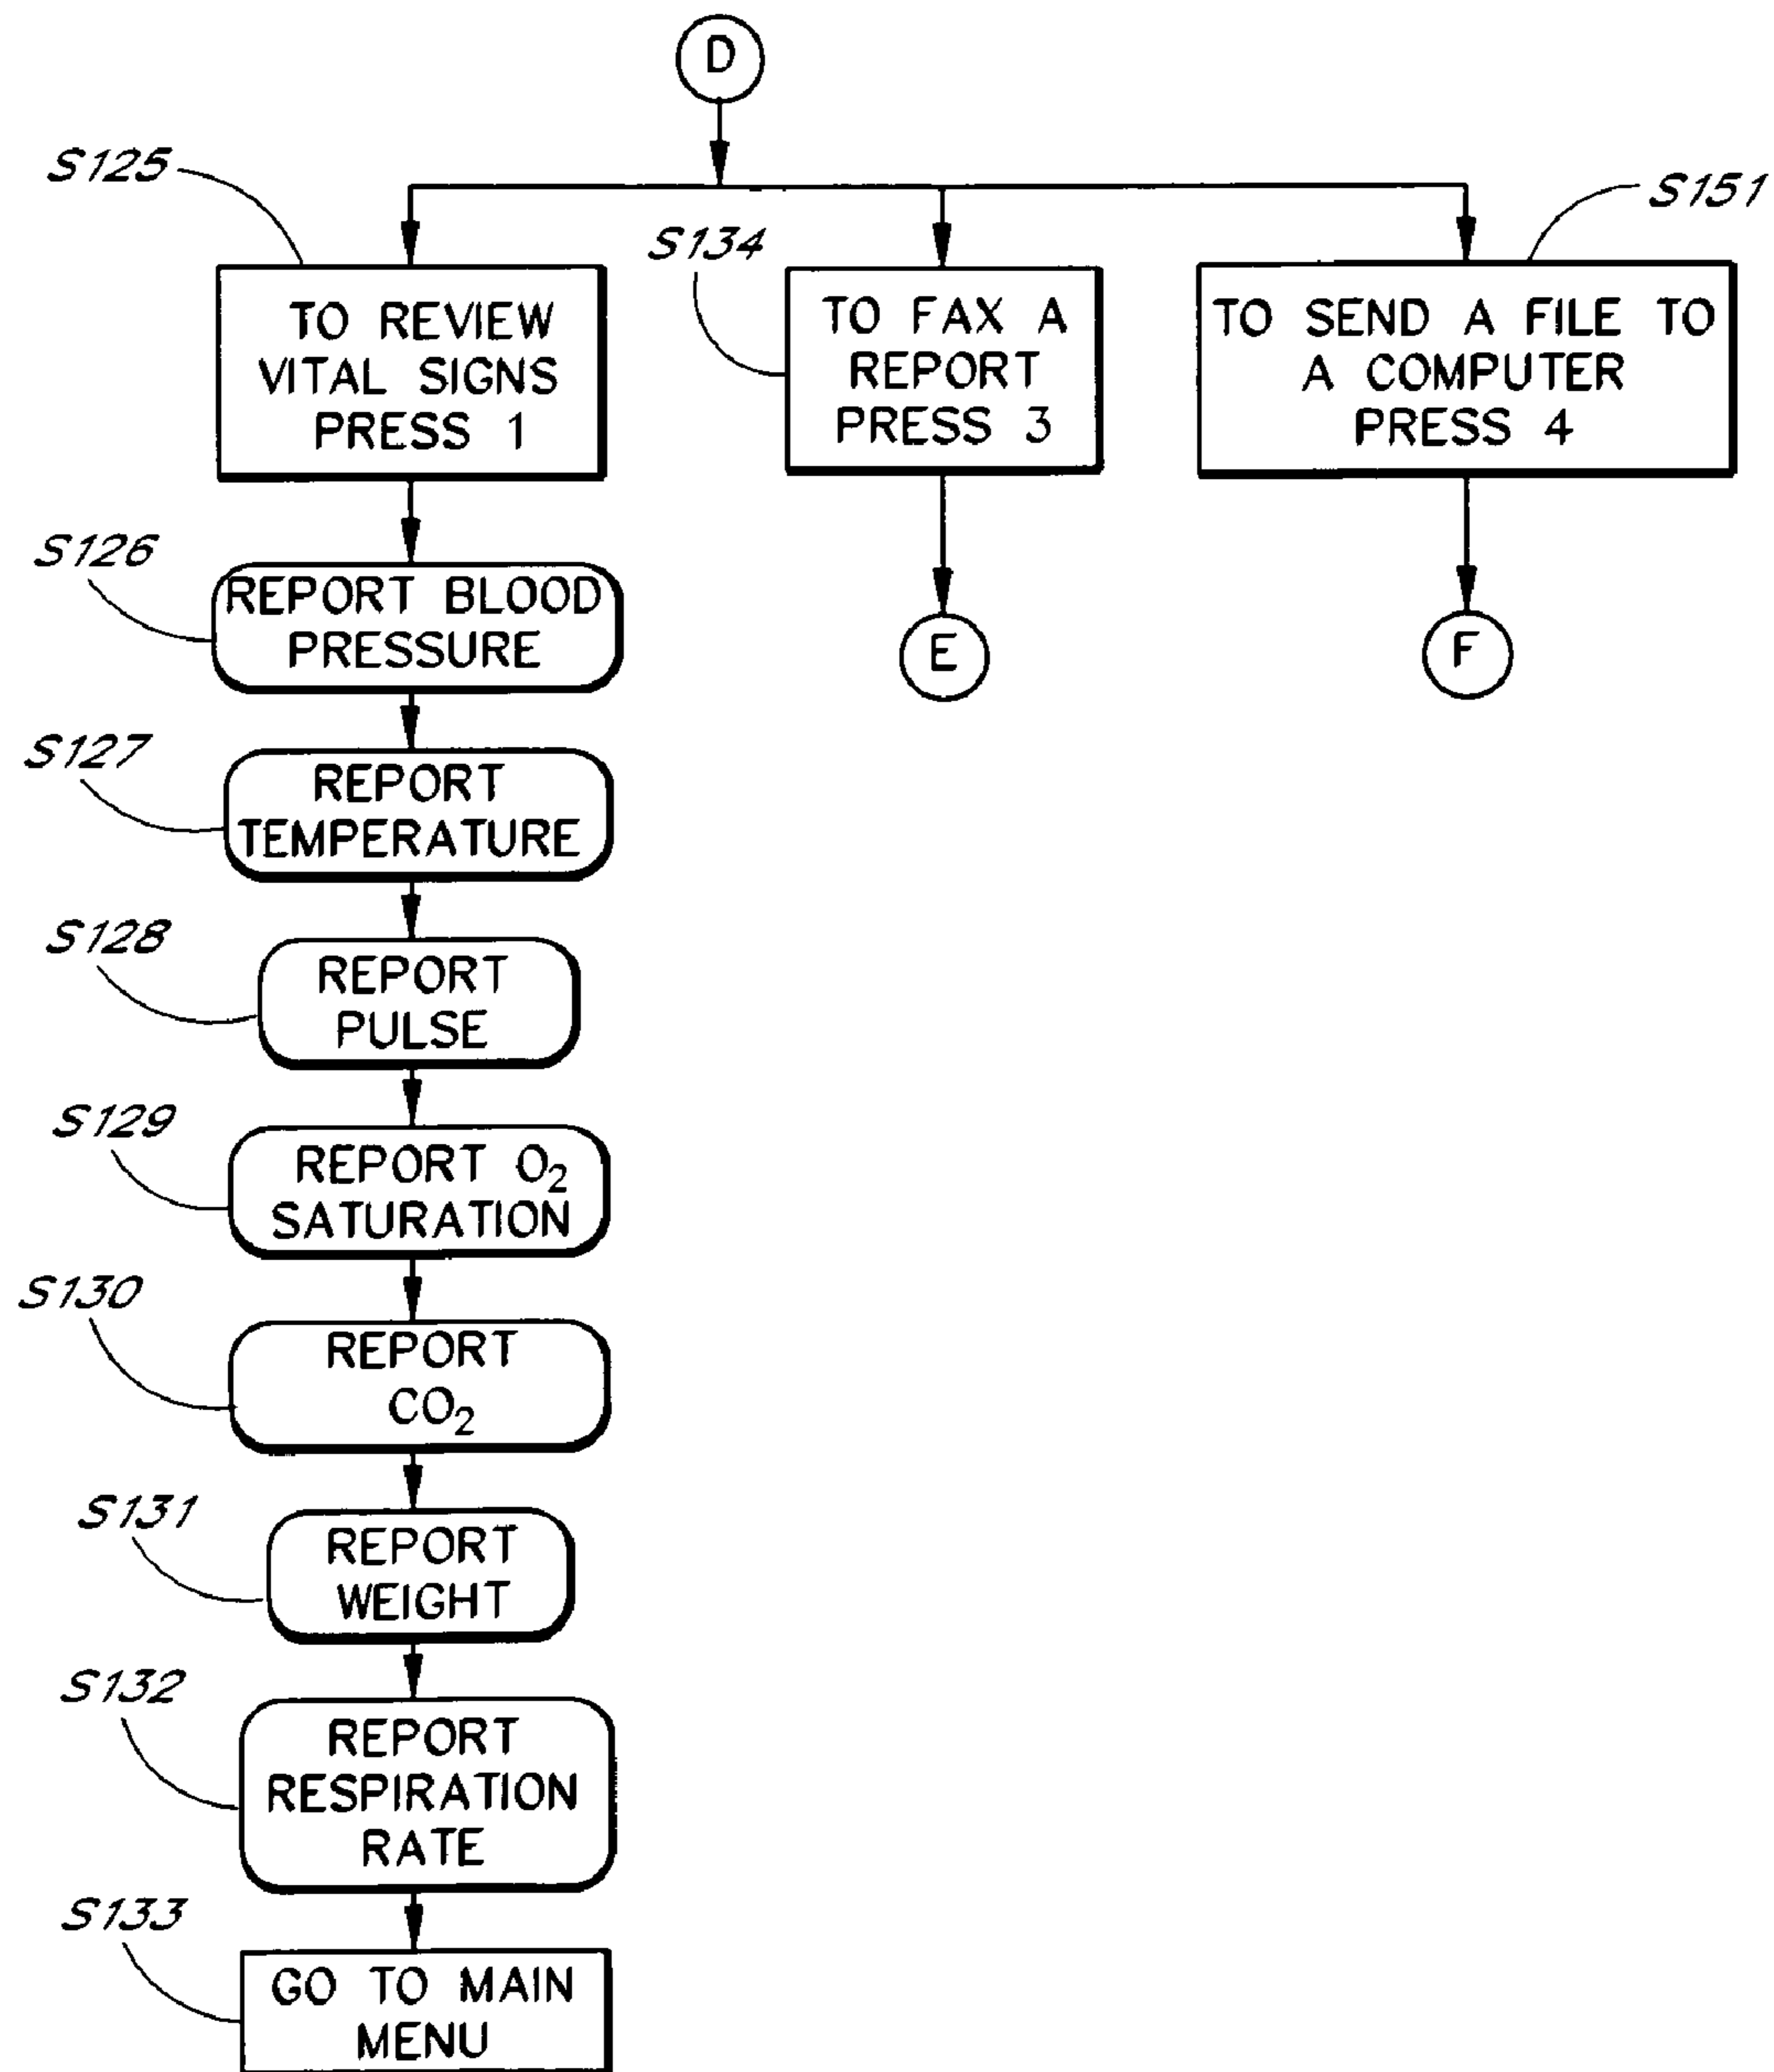 D
S125
S134
S151
TO REVIEW
VITAL SIGNS
PRESS 1
TO FAX A
REPORT
PRESS 3
TO SEND A FILE TO
A COMPUTER
PRESS 4
S126
REPORT BLOOD
PRESSURE
E
F
S127
REPORT
TEMPERATURE
S128
REPORT
PULSE
S129
REPORT O₂
SATURATION
S130
REPORT
CO₂
S131
REPORT
WEIGHT
S132
REPORT
RESPIRATION
RATE
S133
GO TO MAIN
MENU